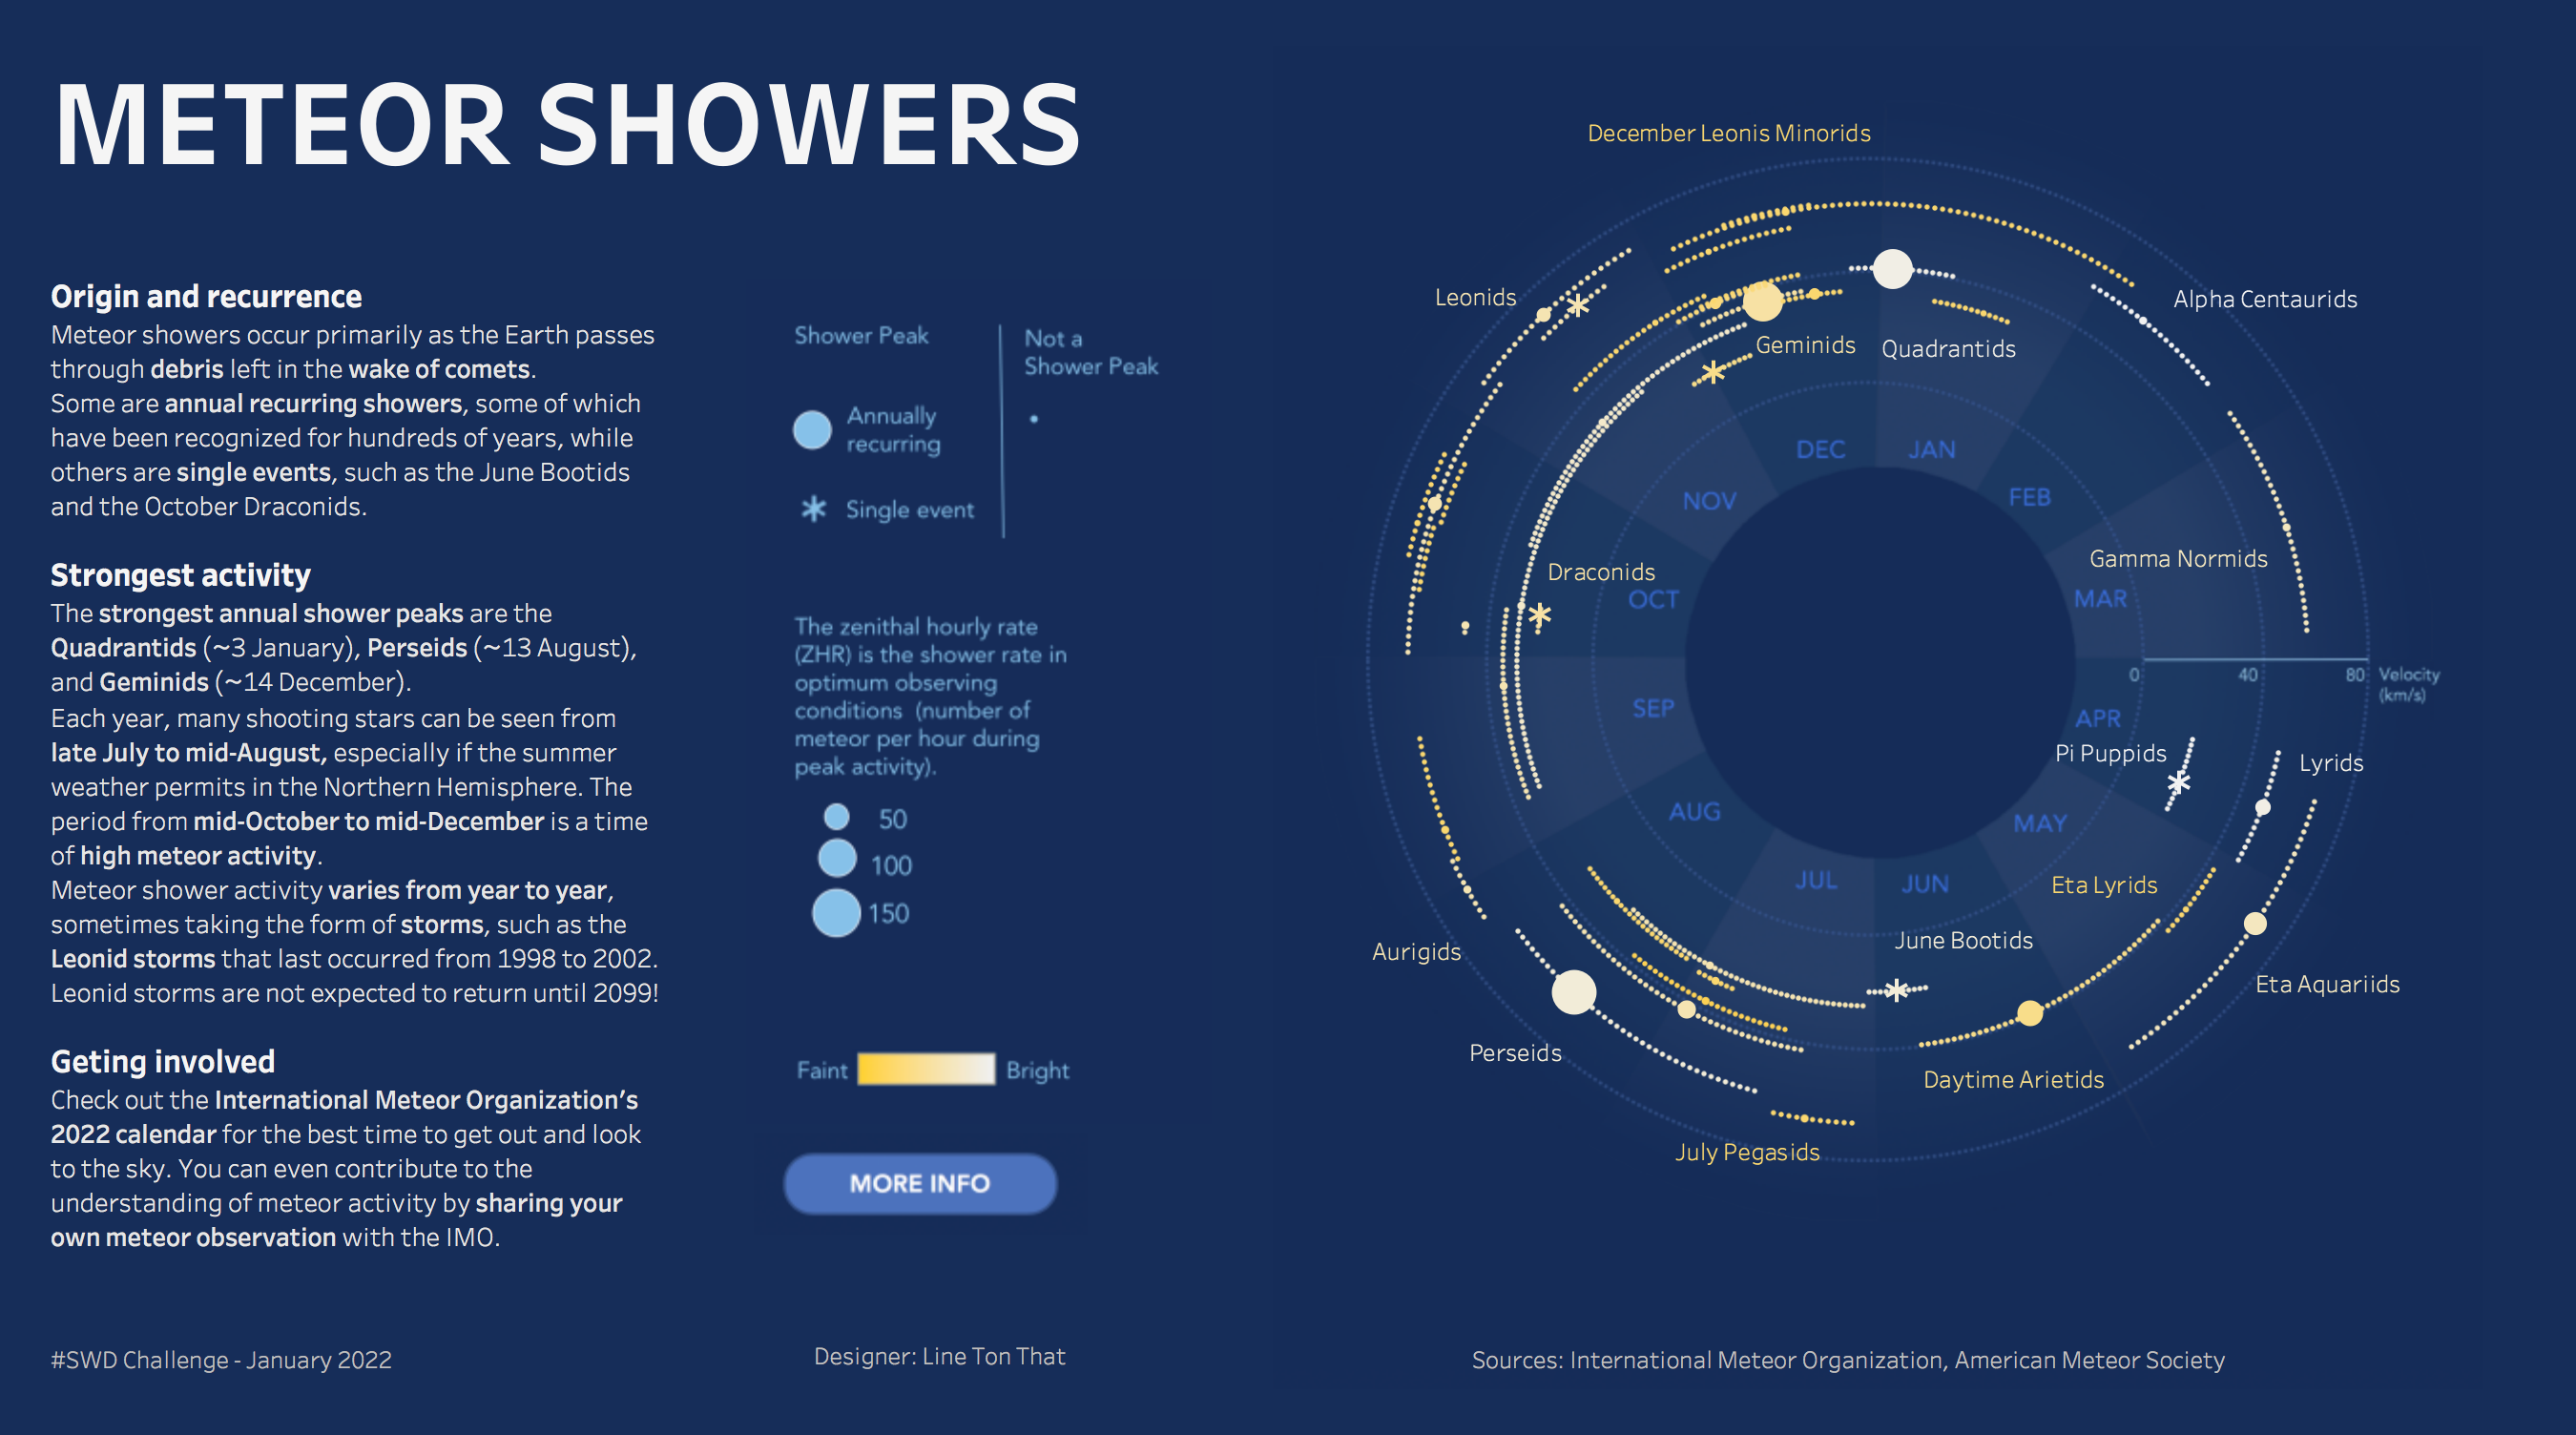 METEOR SHOWERS
Origin and recurrence
Meteor showers occur primarily as the Earth passes
through debris left in the wake of comets.
Some are annual recurring showers, some of which
have been recognized for hundreds of years, while
others are single events, such as the June Bootids
and the October Draconids.
Strongest activity
The strongest annual shower peaks are the
Quadrantids (~3 January), Perseids (~13 August),
and Geminids (~14 December).
Each year, many shooting stars can be seen from
late July to mid-August, especially if the summer
weather permits in the Northern Hemisphere. The
period from mid-October to mid-December is a time
of high meteor activity.
Meteor shower activity varies from year to year,
sometimes taking the form of storms, such as the
Leonid storms that last occurred from 1998 to 2002.
Leonid storms are not expected to return until 2099!
Geting involved
Check out the International Meteor Organization's
2022 calendar for the best time to get out and look
to the sky. You can even contribute to the
understanding of meteor activity by sharing your
own meteor observation with the IMO.
Shower Peak
Annually
recurring
Single event
Not a
Shower Peak
The zenithal hourly rate
(ZHR) is the shower rate in
optimum observing
conditions (number of
meteor per hour during
peak activity).
50
100
150
Faint
Bright
MORE INFO
December Leonis Minorids
Leonids
Alpha Centaurids
Geminids
Quadrantids
DEC
JAN
NOV
FEB
Draconids
Gamma Normids
OCT
MAR
0
40
80
Velocity
(km/s)
SEP
APR
Pi Puppids
Lyrids
AUG
MAY
JUL
JUN
Eta Lyrids
June Bootids
Aurigids
Eta Aquariids
Perseids
Daytime Arietids
July Pegasids
#SWD Challenge - January 2022
Designer: Line Ton That
Sources: International Meteor Organization, American Meteor Society